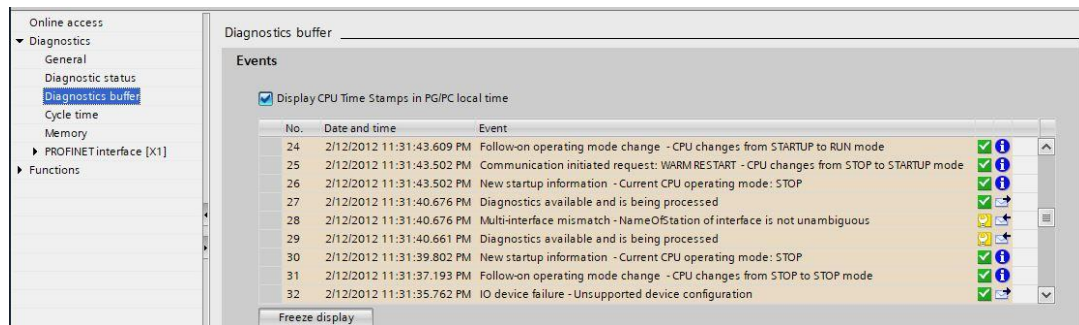 Online access
Diagnostics
General
Diagnostic status
Diagnostics buffer
Cycle time
Memory
PROFINET interface [X1]
Functions
Diagnostics buffer
Events
Display CPU Time Stamps in PG/PC local time
No. Date and time Event
24 2/12/2012 11:31:43.609 PM Follow-on operating mode change - CPU changes from STARTUP to RUN mode
25 2/12/2012 11:31:43.502 PM Communication initiated request: WARM RESTART - CPU changes from STOP to STARTUP mode
26 2/12/2012 11:31:43.502 PM New startup information - Current CPU operating mode: STOP
27 2/12/2012 11:31:40.676 PM Diagnostics available and is being processed
28 2/12/2012 11:31:40.676 PM Multi-interface mismatch - NameOfStation of interface is not unambiguous
29 2/12/2012 11:31:40.661 PM Diagnostics available and is being processed
30 2/12/2012 11:31:39.802 PM New startup information - Current CPU operating mode: STOP
31 2/12/2012 11:31:37.193 PM Follow-on operating mode change - CPU changes from STOP to STOP mode
32 2/12/2012 11:31:35.762 PM IO device failure - Unsupported device configuration
Freeze display